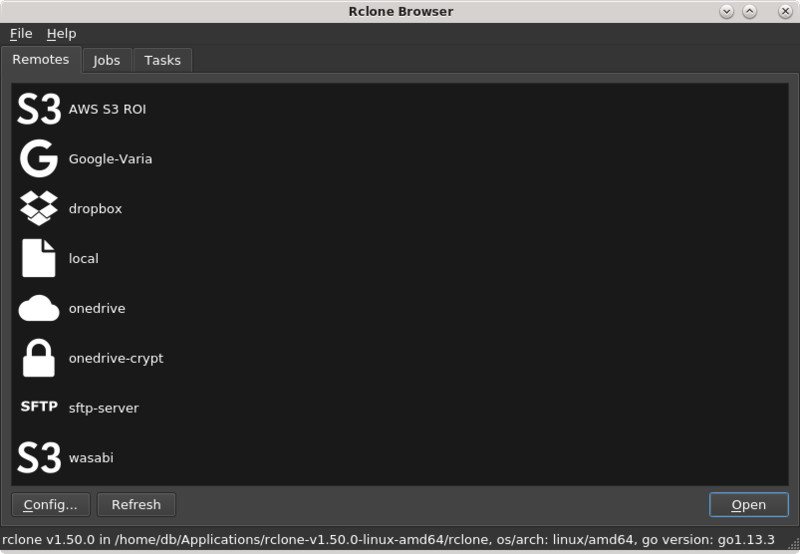 Rclone Browser
File Help
Remotes Jobs Tasks
S3 AWS S3 ROI
Google-Varia
dropbox
local
onedrive
onedrive-crypt
SFTP sftp-server
S3 wasabi
Config... Refresh Open
rclone v1.50.0 in /home/db/Applications/rclone-v1.50.0-linux-amd64/rclone, os/arch: linux/amd64, go version: go1.13.3